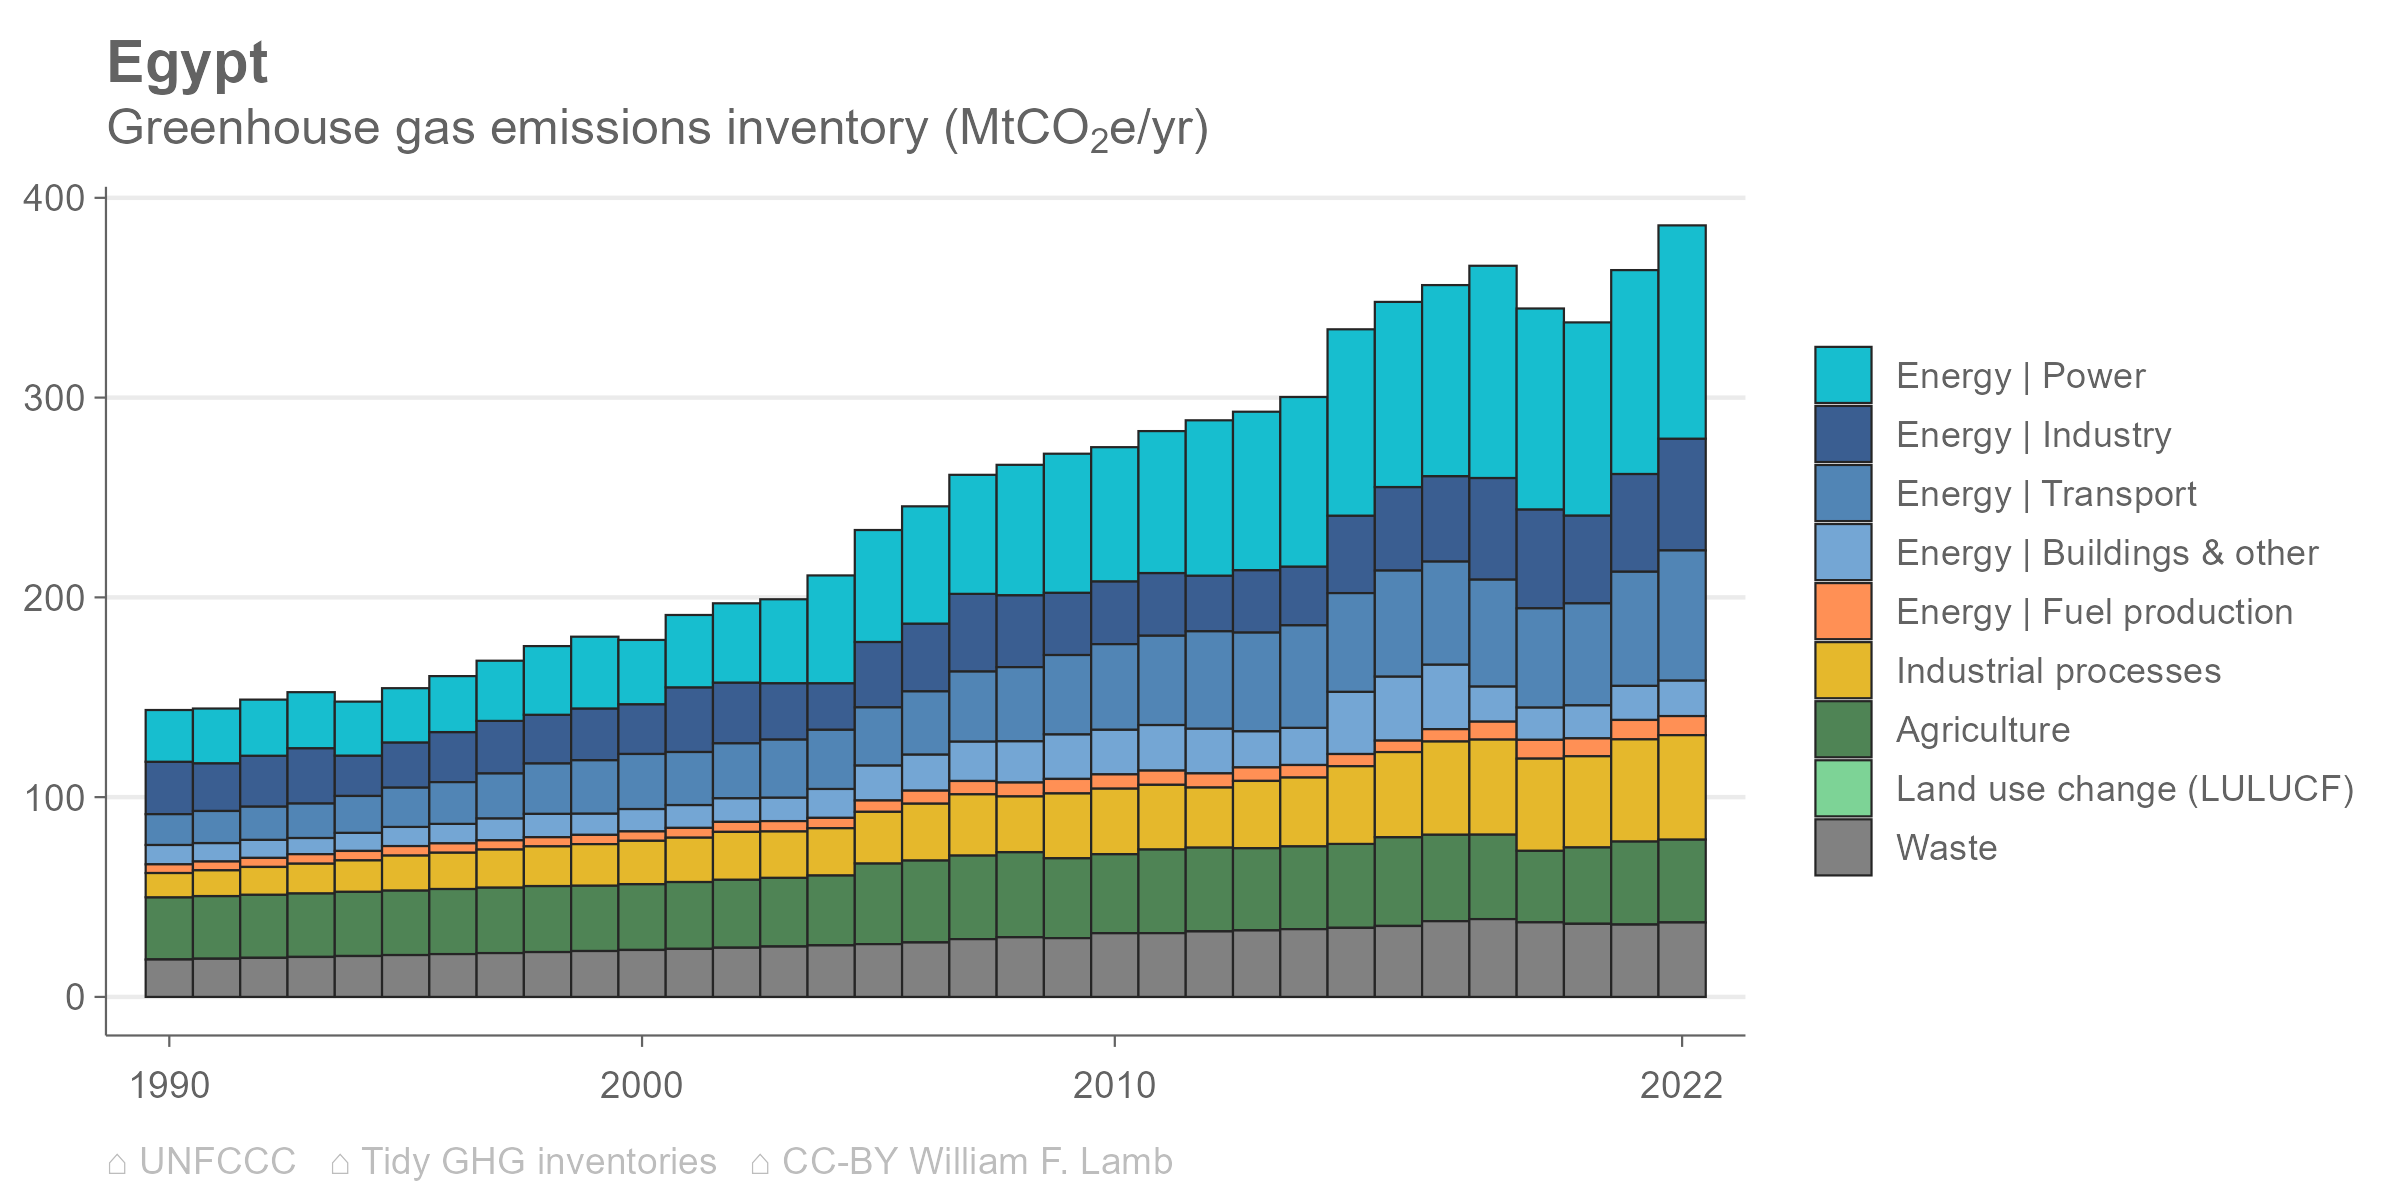 Egypt
Greenhouse gas emissions inventory (MtCO₂e/yr)
400
300
200
100
0
1990 2000 2010 2022
Energy | Power
Energy | Industry
Energy | Transport
Energy | Buildings & other
Energy | Fuel production
Industrial processes
Agriculture
Land use change (LULUCF)
Waste
⌂ UNFCCC ⌂ Tidy GHG inventories ⌂ CC-BY William F. Lamb